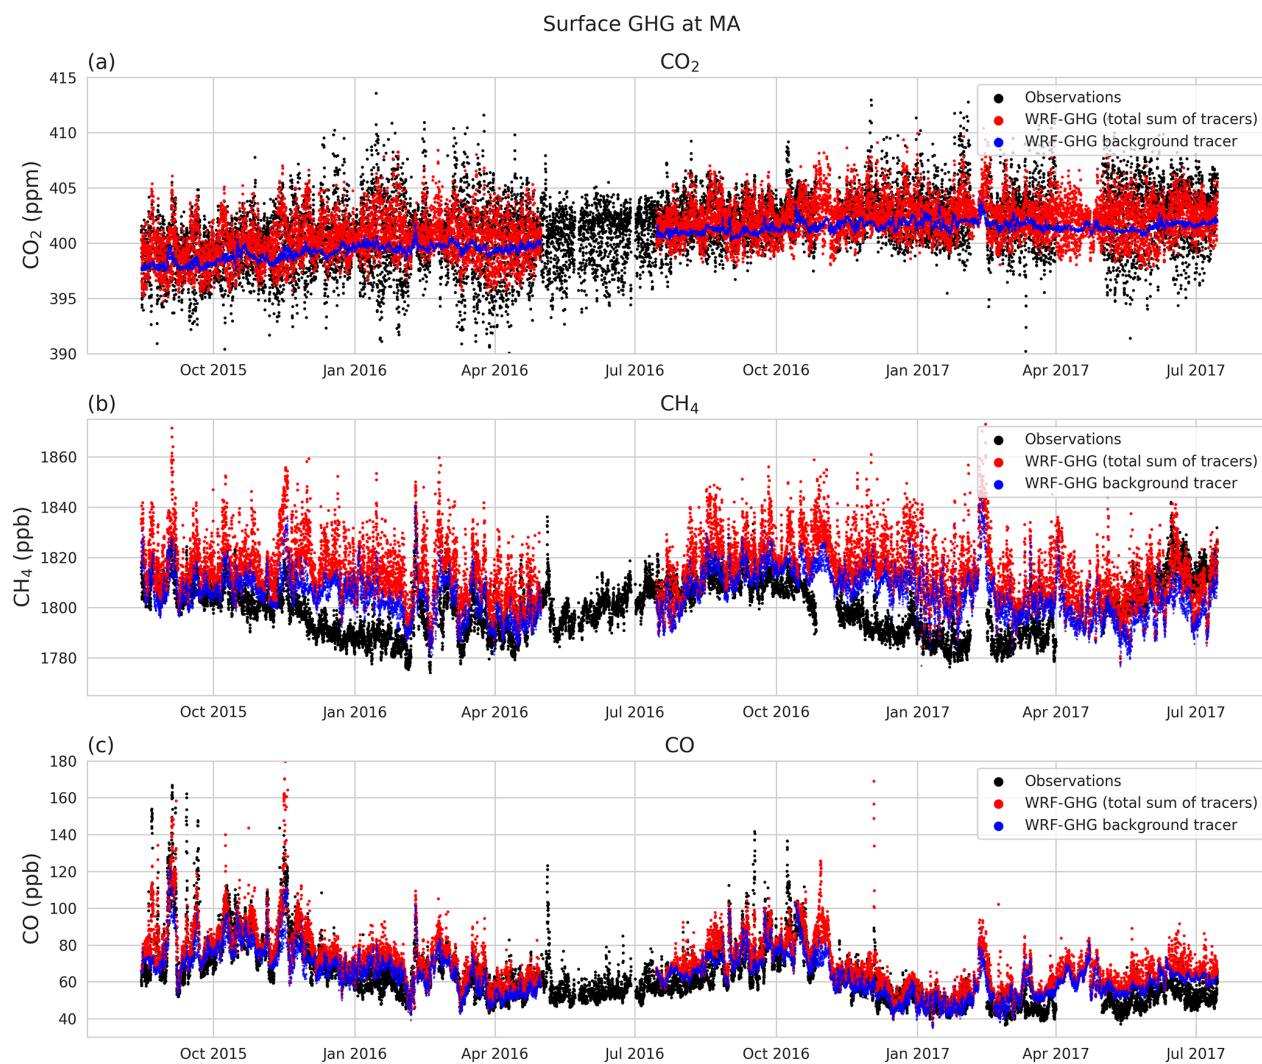 Surface GHG at MA
(a)
CO₂
415
410
405
400
395
390
CO₂ (ppm)
Observations
WRF-GHG (total sum of tracers)
WRF-GHG background tracer
Oct 2015 Jan 2016 Apr 2016 Jul 2016 Oct 2016 Jan 2017 Apr 2017 Jul 2017
(b)
CH₄
1860
1840
1820
1800
1780
CH₄ (ppb)
Observations
WRF-GHG (total sum of tracers)
WRF-GHG background tracer
Oct 2015 Jan 2016 Apr 2016 Jul 2016 Oct 2016 Jan 2017 Apr 2017 Jul 2017
(c)
CO
180
160
140
120
100
80
60
40
CO (ppb)
Observations
WRF-GHG (total sum of tracers)
WRF-GHG background tracer
Oct 2015 Jan 2016 Apr 2016 Jul 2016 Oct 2016 Jan 2017 Apr 2017 Jul 2017